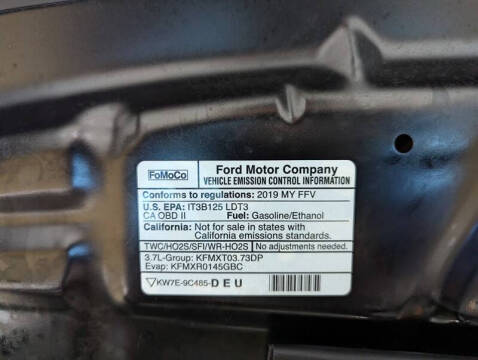 FoMoCo Ford Motor Company
VEHICLE EMISSION CONTROL INFORMATION
Conforms to regulations: 2019 MY FFV
U.S. EPA: IT3B125 LDT3
CA OBD II Fuel: Gasoline/Ethanol
California: Not for sale in states with
California emissions standards.
TWC/HO2S/SFI/WR-HO2S No adjustments needed.
3.7L-Group: KFMXT03.73DP
Evap: KFMXR0145GBC
KW7E-9C485-DEU